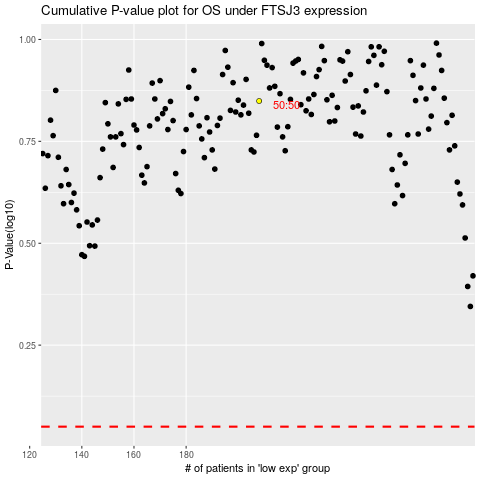 Cumulative P-value plot for OS under FTSJ3 expression
P-Value(log10)
1.00
0.75
0.50
0.25
50:50
120 140 160 180
# of patients in 'low exp' group